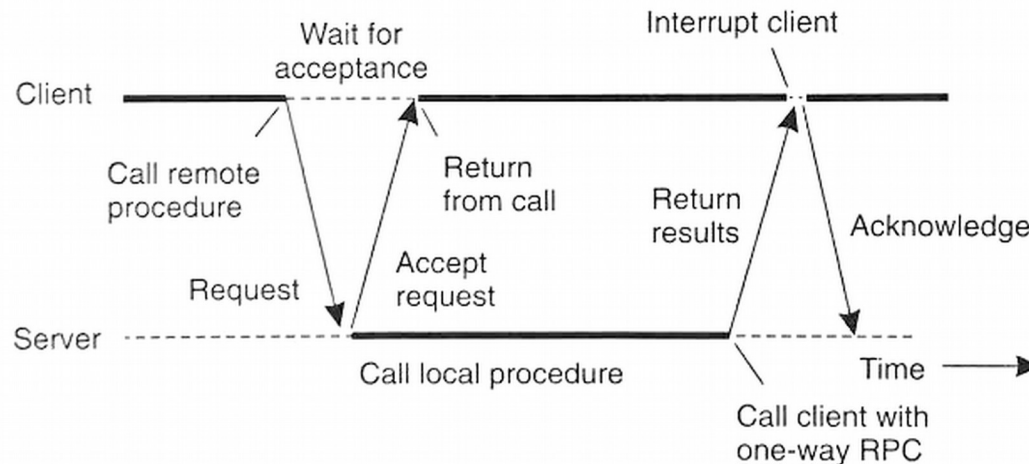 Interrupt client
Wait for
acceptance
Client
Call remote
procedure
Return
from call
Return
results
Acknowledge
Request
Accept
request
Server
Call local procedure
Time
Call client with
one-way RPC